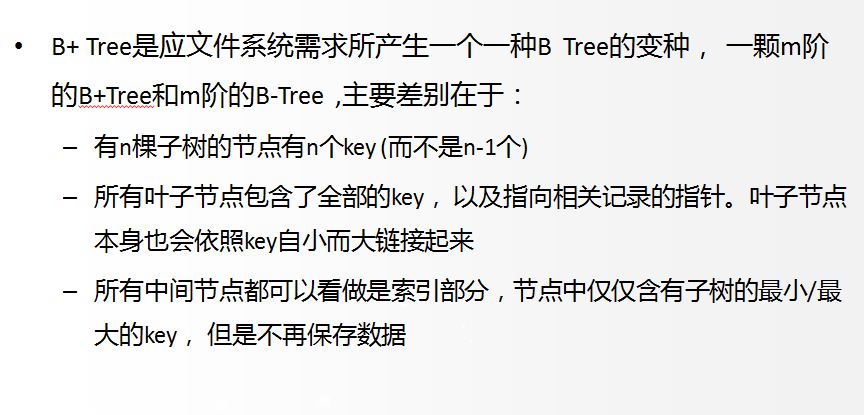 • B+ Tree是应文件系统需求所产生一个一种B Tree的变种， 一颗m阶
的B+Tree和m阶的B-Tree ,主要差别在于：
– 有n棵子树的节点有n个key (而不是n-1个)
– 所有叶子节点包含了全部的key， 以及指向相关记录的指针。叶子节点
本身也会依照key自小而大链接起来
– 所有中间节点都可以看做是索引部分，节点中仅仅含有子树的最小/最
大的key， 但是不再保存数据